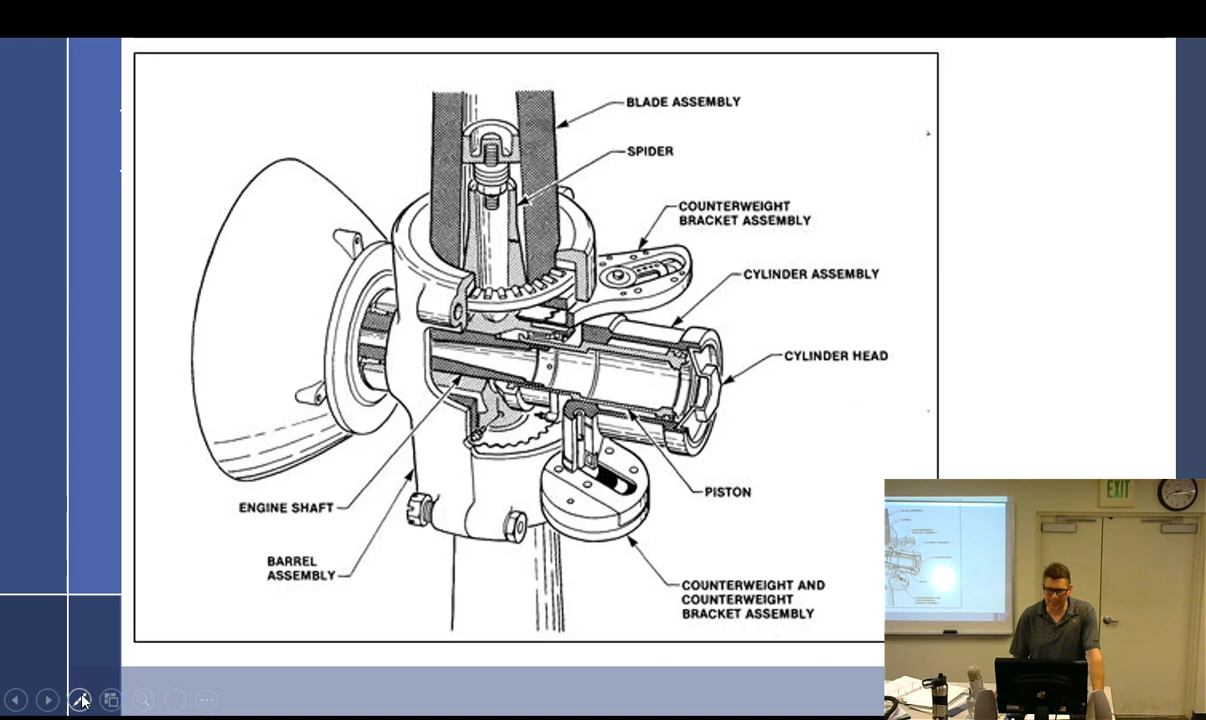 BLADE ASSEMBLY
SPIDER
COUNTERWEIGHT
BRACKET ASSEMBLY
CYLINDER ASSEMBLY
CYLINDER HEAD
PISTON
ENGINE SHAFT
BARREL
ASSEMBLY
COUNTERWEIGHT AND
COUNTERWEIGHT
BRACKET ASSEMBLY
EXIT